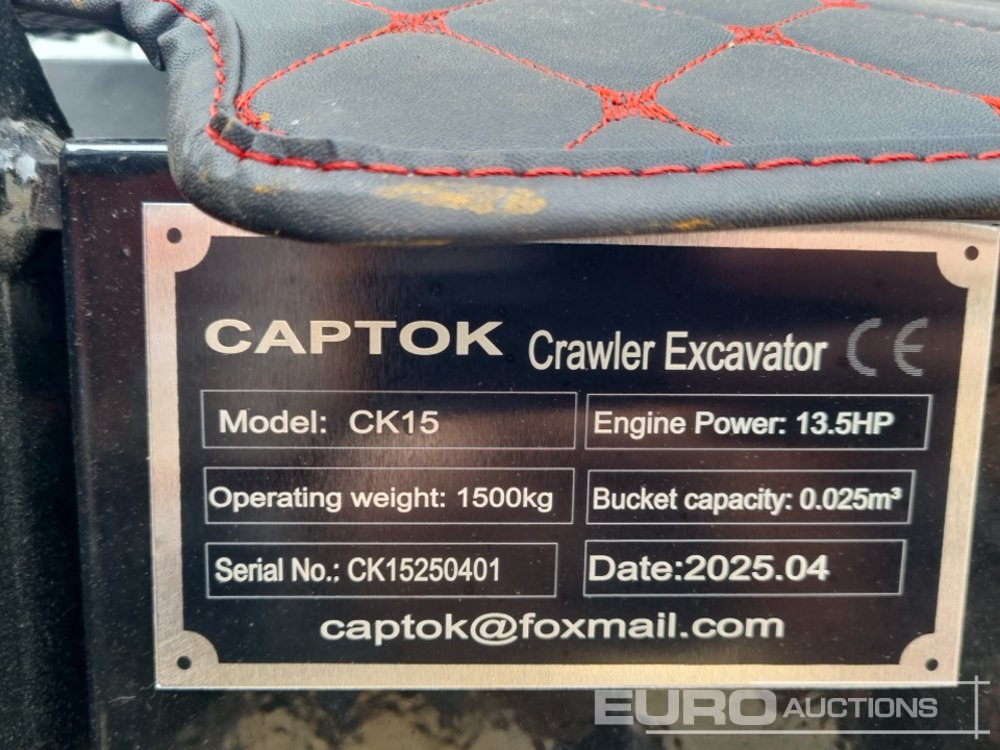 CAPTOK Crawler Excavator CE
Model: CK15
Engine Power: 13.5HP
Operating weight: 1500kg
Bucket capacity: 0.025m³
Serial No.: CK15250401
Date:2025.04
captok@foxmail.com
EURO AUCTIONS